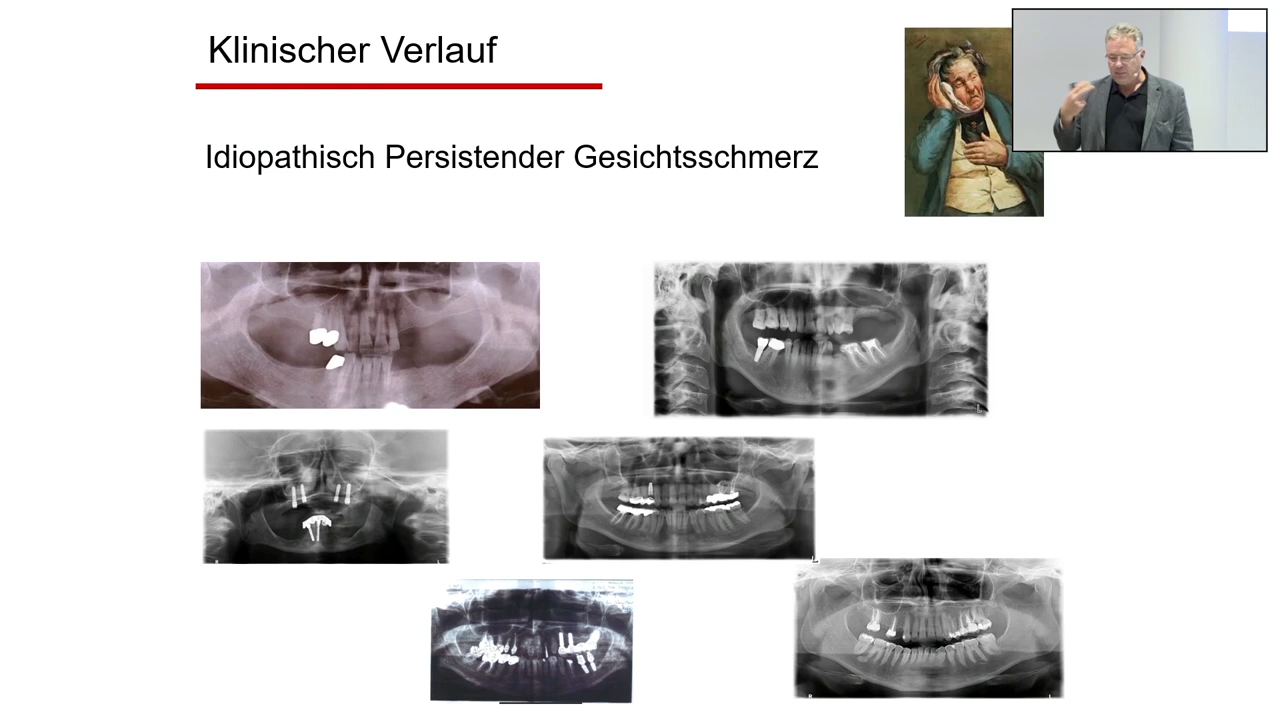 Klinischer Verlauf
Idiopathisch Persistender Gesichtsschmerz
L
L
R
L